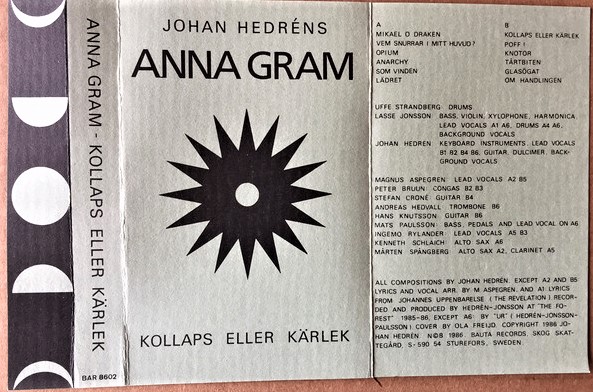 ANNA GRAM - KOLLAPS ELLER KÄRLEK
BAR 8602
JOHAN HEDRÉNS
ANNA GRAM
KOLLAPS ELLER KÄRLEK
A
MIKAEL O DRAKEN
VEM SNURRAR I MITT HUVUD?
OPIUM
ANARCHY
SOM VINDEN
LÄDRET
B
KOLLAPS ELLER KÄRLEK
POFF!
KNOTOR
TÅRTBITEN
GLASÖGAT
OM HANDLINGEN
UFFE STRANDBERG: DRUMS
LASSE JONSSON: BASS, VIOLIN, XYLOPHONE, HARMONICA,
LEAD VOCALS A1 A6, DRUMS A4 A6,
BACKGROUND VOCALS
JOHAN HEDRÉN: KEYBOARD INSTRUMENTS, LEAD VOCALS
B1 B2 B4 B6, GUITAR, DULCIMER, BACK-
GROUND VOCALS
MAGNUS ASPEGREN: LEAD VOCALS A2 B5
PETER BRUUN: CONGAS B2 B3
STEFAN CRONÉ: GUITAR B4
ANDREAS HEDVALL: TROMBONE B6
HANS KNUTSSON: GUITAR B6
MATS PAULSSON: BASS, PEDALS AND LEAD VOCAL ON A6
INGEMO RYLANDER: LEAD VOCALS A5 B3
KENNETH SCHLAICH: ALTO SAX A6
MÅRTEN SPÅNGBERG: ALTO SAX A2, CLARINET A5
ALL COMPOSITIONS BY JOHAN HEDRÉN, EXCEPT A2 AND B5
LYRICS AND VOCAL ARR. BY M ASPEGREN, AND A1 LYRICS
FROM JOHANNES UPPENBARELSE (THE REVELATION) RECOR-
DED AND PRODUCED BY HEDRÉN-JONSSON AT "THE FO-
REST" 1985-86, EXCEPT A6: BY "UR" (HEDRÉN-JONSSON-
PAULSSON) COVER BY OLA FREIJD. COPYRIGHT 1986 JO-
HAN HEDRÉN ℗©® 1986 BAUTA RECORDS, SKOG SKAT-
TEGÅRD, S-590 54 STUREFORS, SWEDEN.